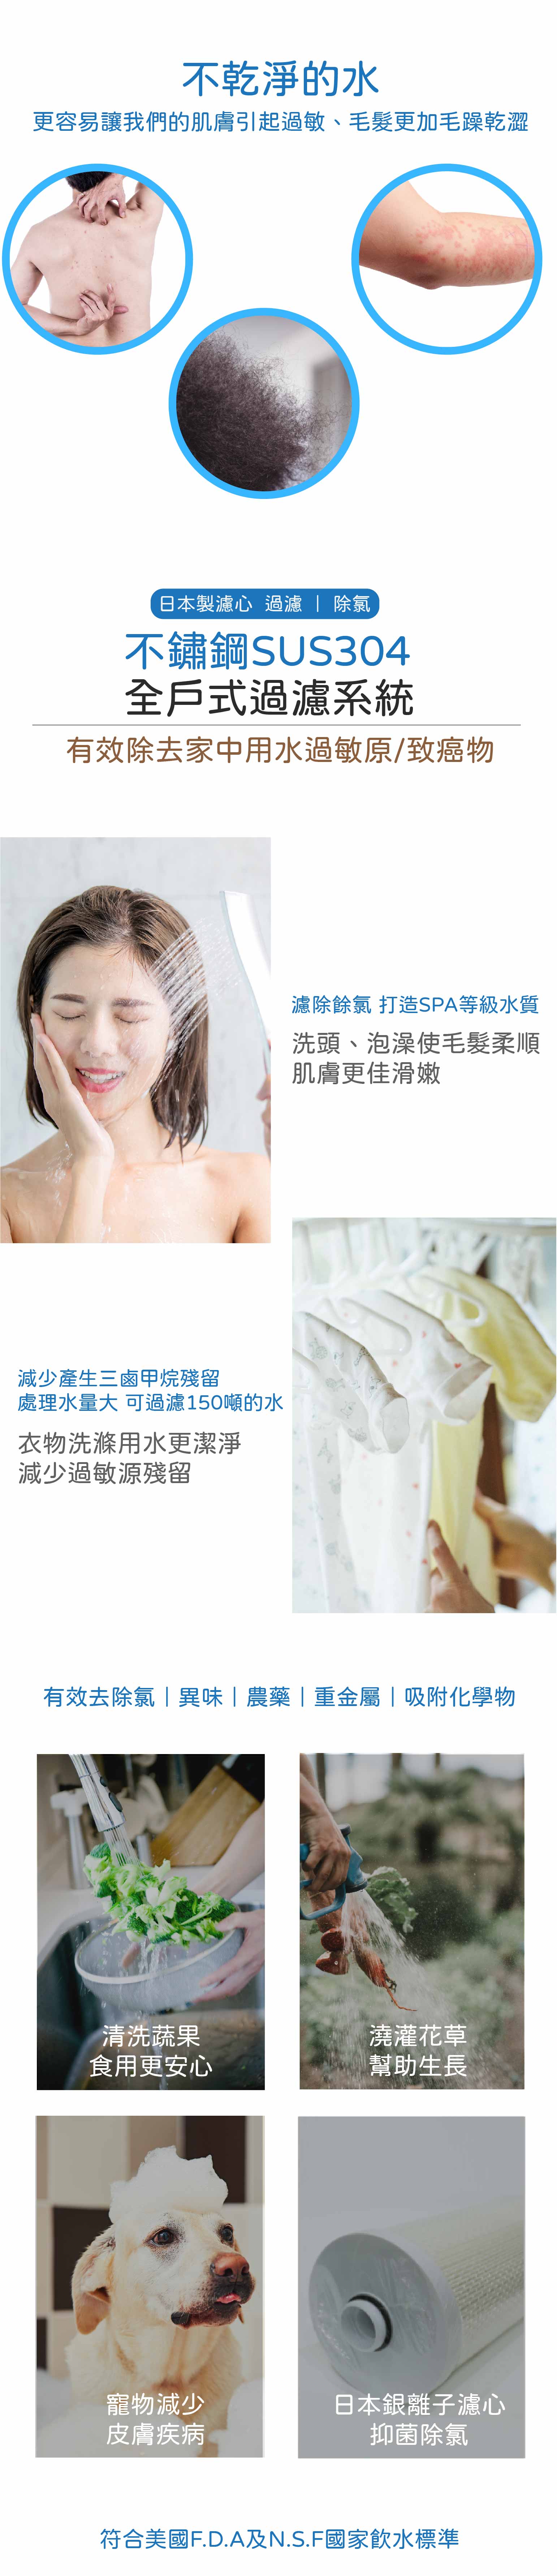 不乾淨的水
更容易讓我們的肌膚引起過敏、毛髮更加毛躁乾澀
日本製濾心 過濾 | 除氯
不鏽鋼SUS304
全戶式過濾系統
有效除去家中用水過敏原/致癌物
濾除餘氯 打造SPA等級水質
洗頭、泡澡使毛髮柔順
肌膚更佳滑嫩
減少產生三鹵甲烷殘留
處理水量大 可過濾150噸的水
衣物洗滌用水更潔淨
減少過敏源殘留
有效去除氯 | 異味 | 農藥 | 重金屬 | 吸附化學物
清洗蔬果
食用更安心
澆灌花草
幫助生長
寵物減少
皮膚疾病
日本銀離子濾心
抑菌除氯
符合美國F.D.A及N.S.F國家飲水標準